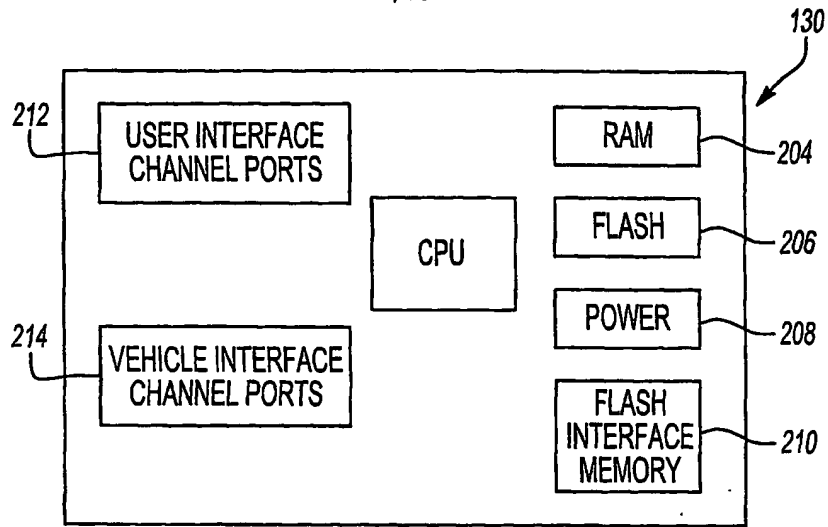 130
212
USER INTERFACE
CHANNEL PORTS
RAM
204
CPU
FLASH
206
POWER
208
214
VEHICLE INTERFACE
CHANNEL PORTS
FLASH
INTERFACE
MEMORY
210